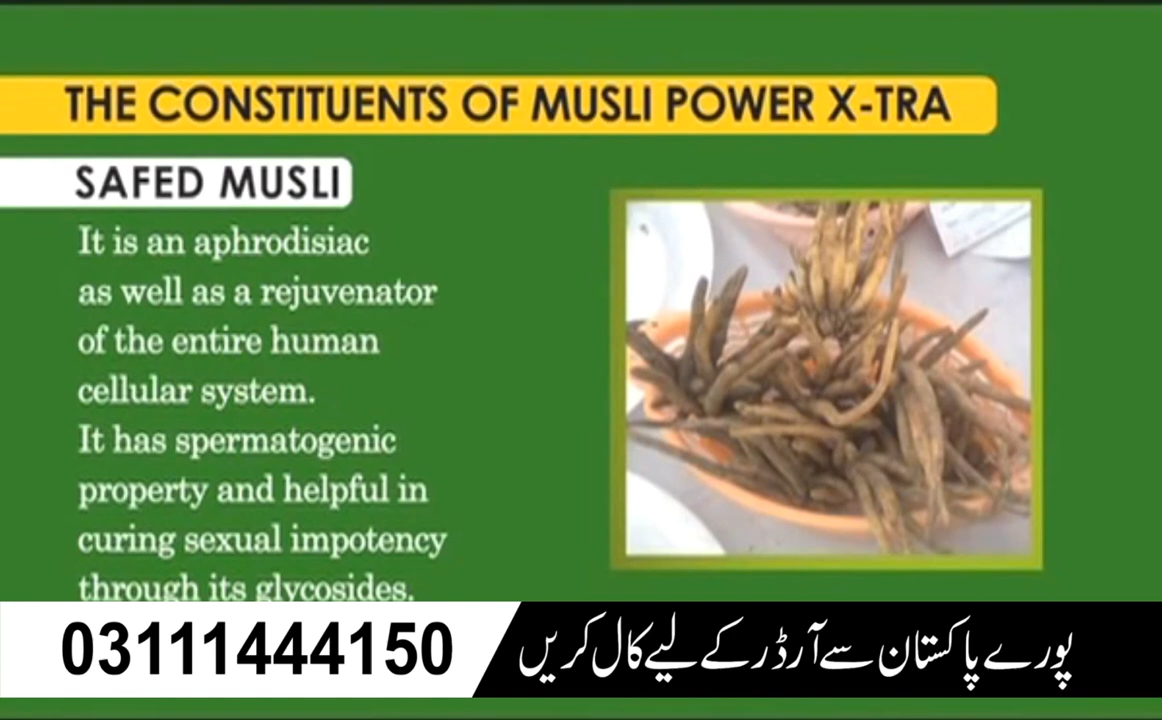 THE CONSTITUENTS OF MUSLI POWER X-TRA
SAFED MUSLI
It is an aphrodisiac
as well as a rejuvenator
of the entire human
cellular system.
It has spermatogenic
property and helpful in
curing sexual impotency
through its glycosides.
03111444150
پورے پاکستان سے آرڈر کے لیے کال کریں